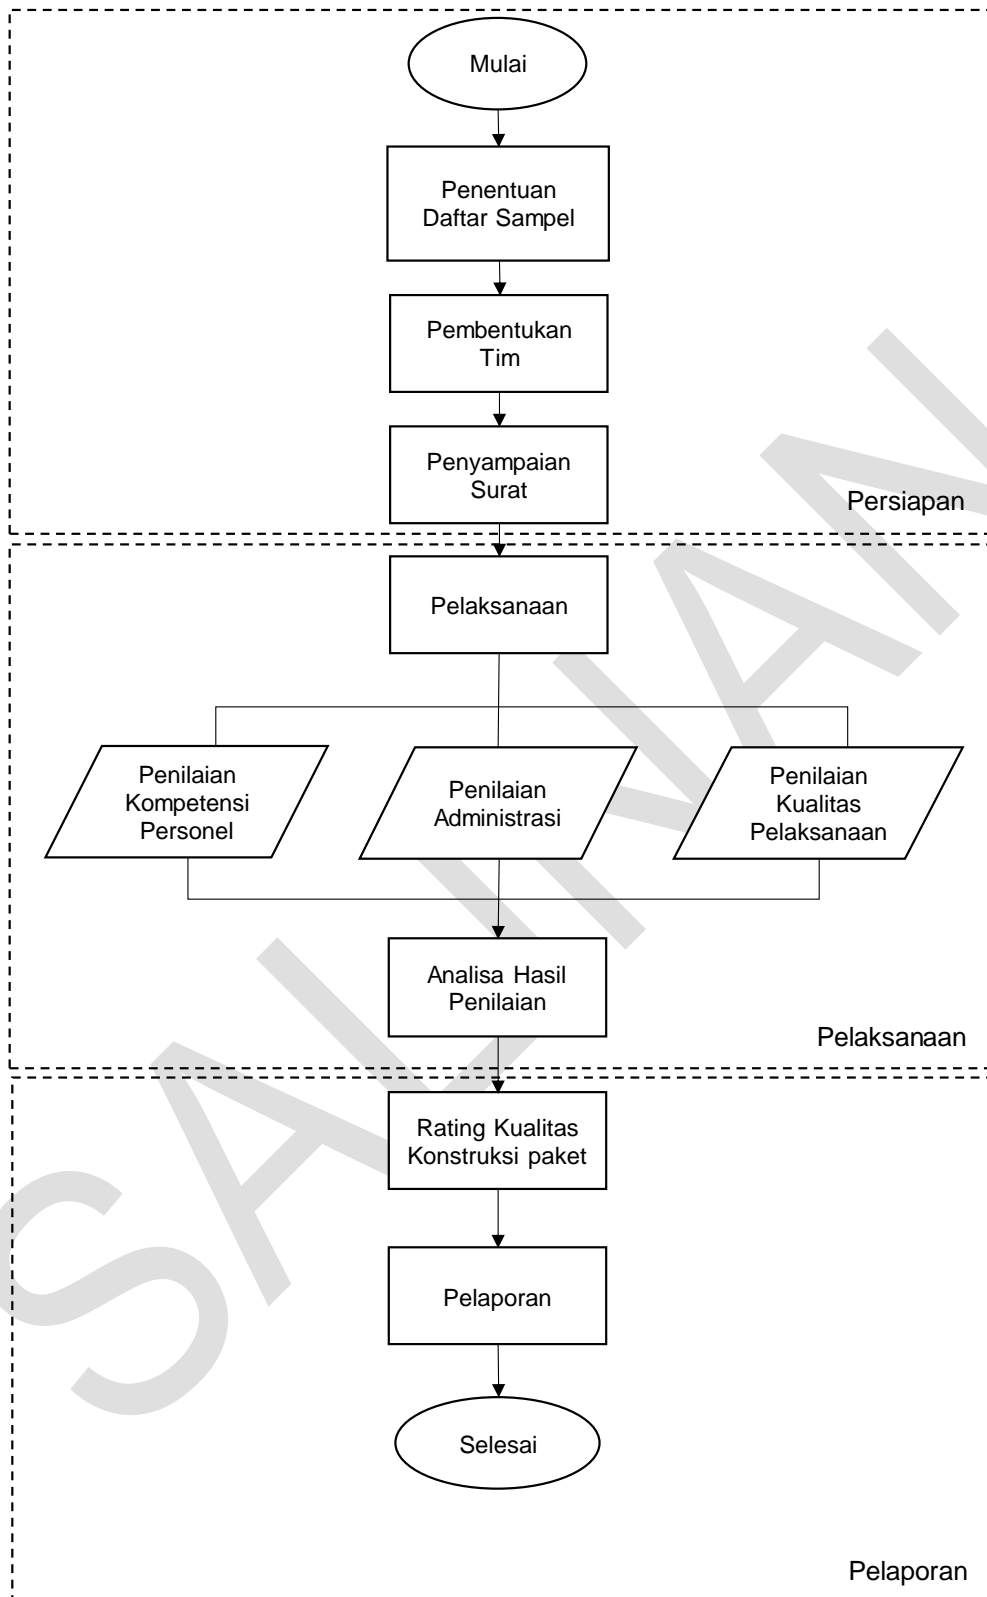 Mulai
Penentuan
Daftar Sampel
Pembentukan
Tim
Penyampaian
Surat
Persiapan
Pelaksanaan
Penilaian
Kompetensi
Personel
Penilaian
Administrasi
Penilaian
Kualitas
Pelaksanaan
Analisa Hasil
Penilaian
Pelaksanaan
Rating Kualitas
Konstruksi paket
Pelaporan
Selesai
Pelaporan
SALINAN